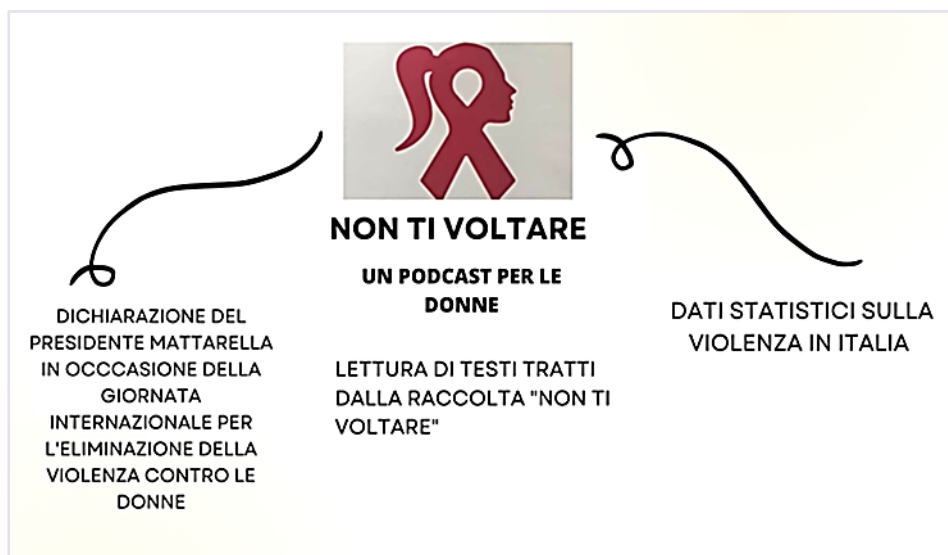 NON TI VOLTARE
UN PODCAST PER LE
DONNE
DICHIARAZIONE DEL
PRESIDENTE MATTARELLA
IN OCCCASIONE DELLA
GIORNATA
INTERNAZIONALE PER
L'ELIMINAZIONE DELLA
VIOLENZA CONTRO LE
DONNE
LETTURA DI TESTI TRATTI
DALLA RACCOLTA "NON TI
VOLTARE"
DATI STATISTICI SULLA
VIOLENZA IN ITALIA